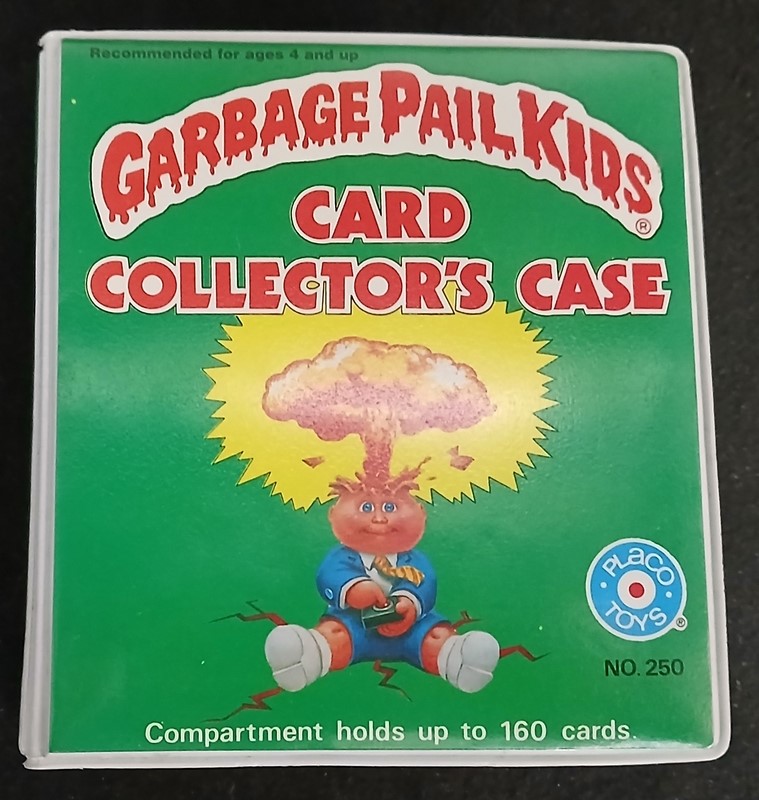 Recommended for ages 4 and up
GARBAGE PAIL KIDS®
CARD
COLLECTOR'S CASE
PLACO
TOYS®
NO. 250
Compartment holds up to 160 cards.